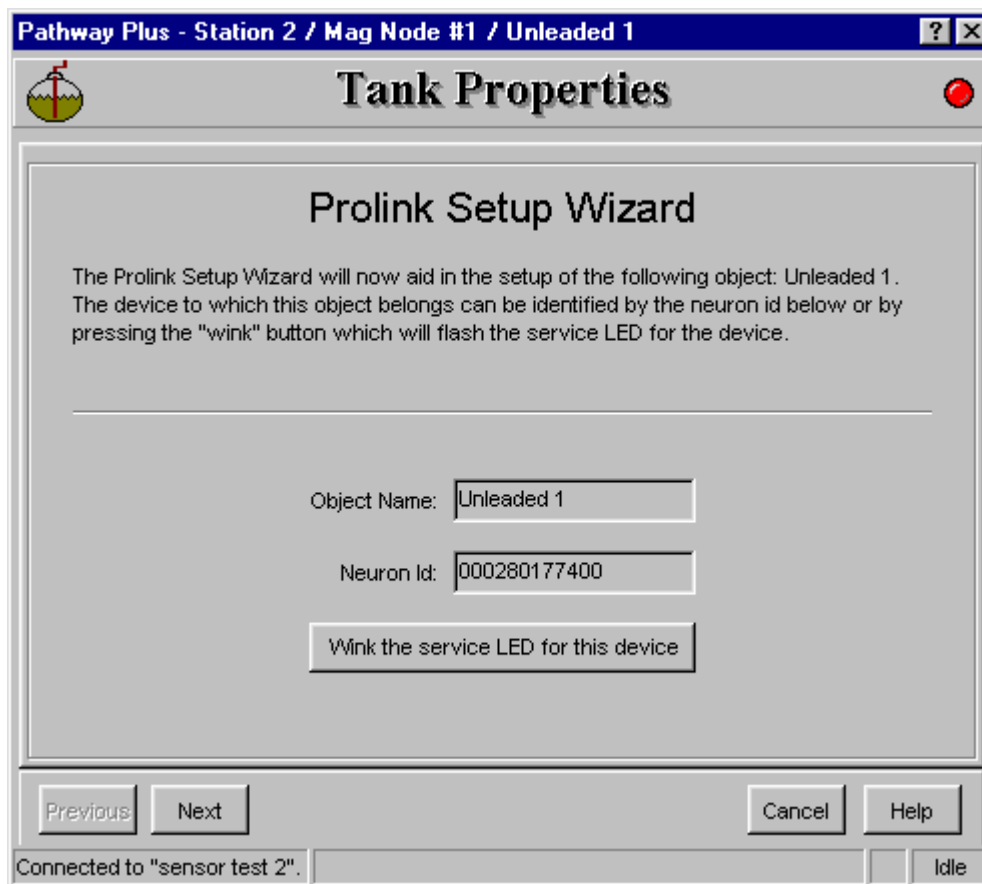 Pathway Plus - Station 2 / Mag Node #1 / Unleaded 1
Tank Properties
Prolink Setup Wizard
The Prolink Setup Wizard will now aid in the setup of the following object: Unleaded 1.
The device to which this object belongs can be identified by the neuron id below or by
pressing the "wink" button which will flash the service LED for the device.
Object Name: Unleaded 1
Neuron Id: 000280177400
Wink the service LED for this device
Previous Next Cancel Help
Connected to "sensor test 2". Idle